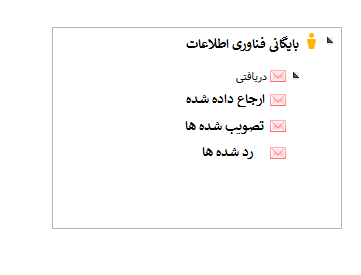 بایگانی فناوری اطلاعات
دریافتی
ارجاع داده شده
تصویب شده ها
رد شده ها